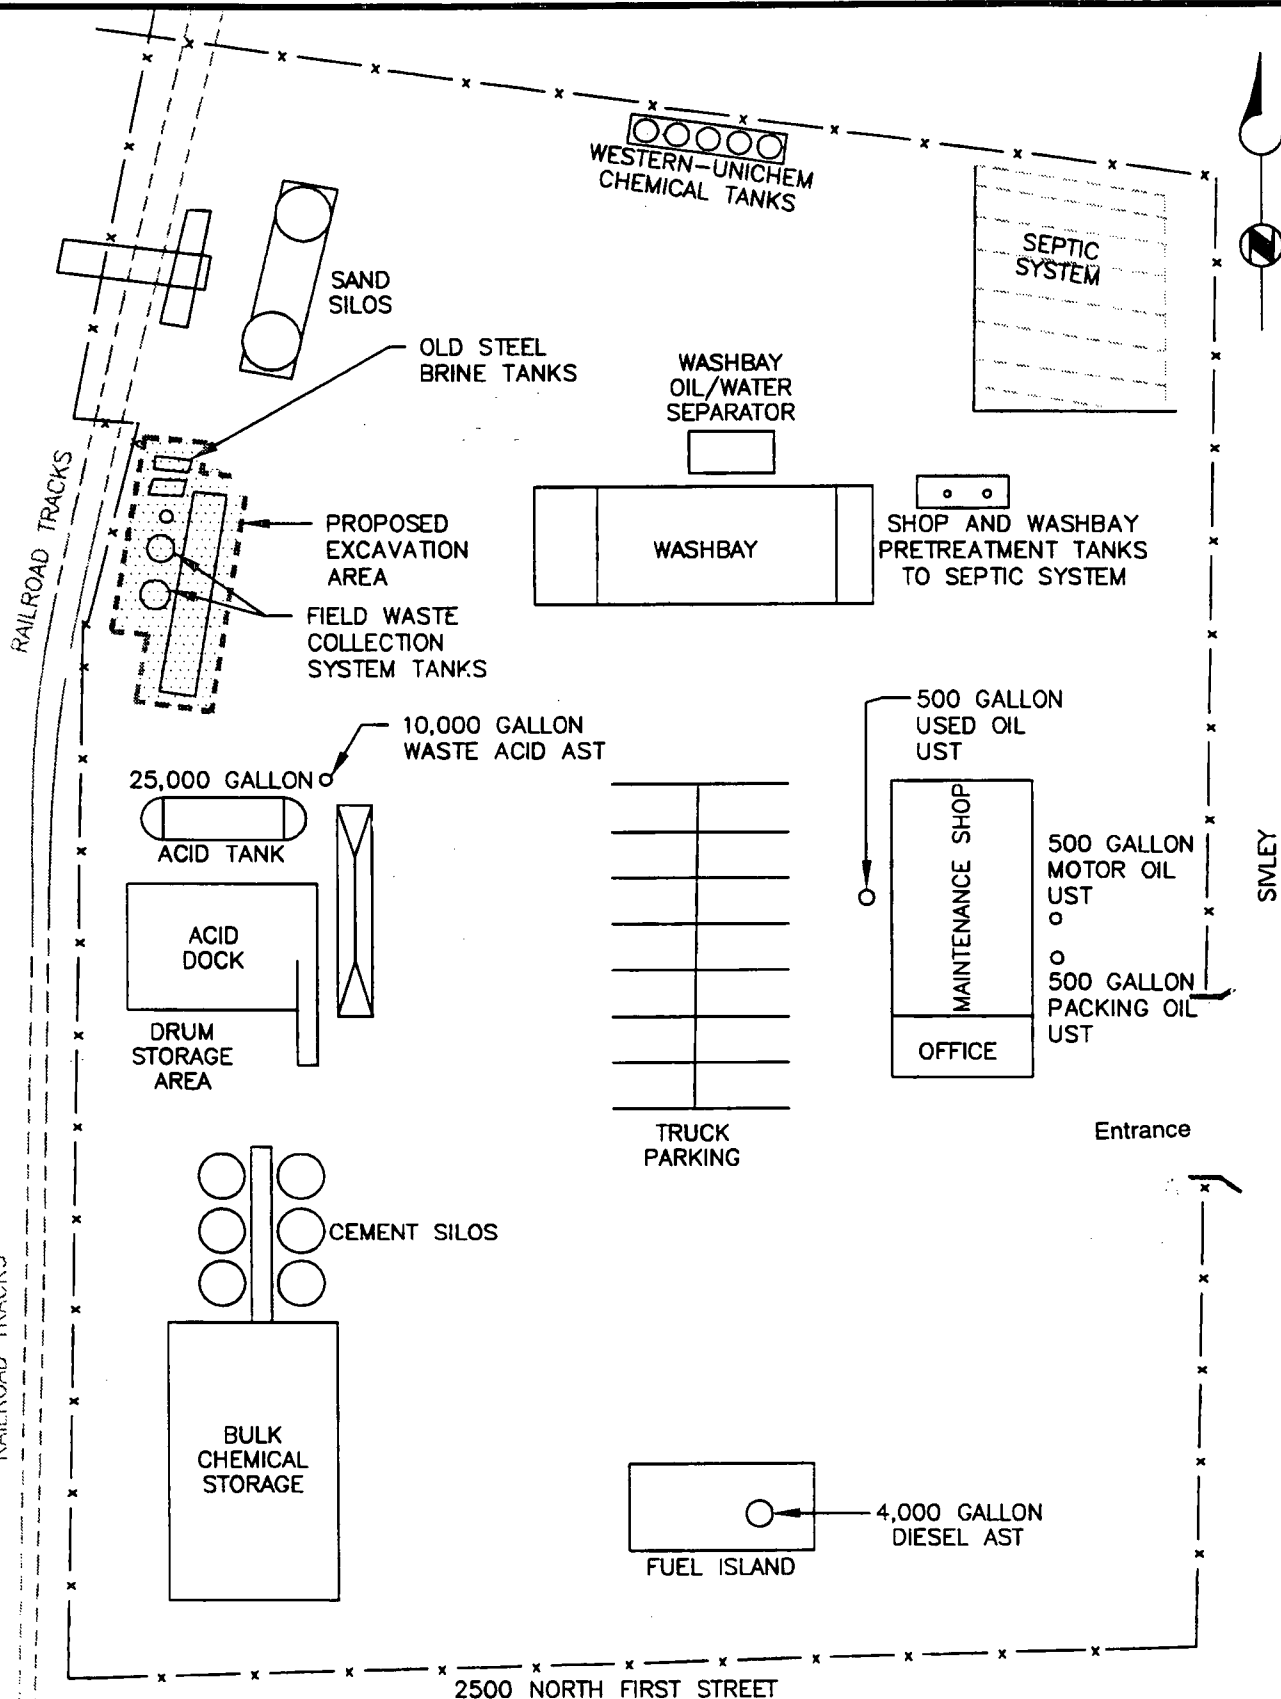 WESTERN-UNICHEM
CHEMICAL TANKS
SEPTIC
SYSTEM
SAND
SILOS
OLD STEEL
BRINE TANKS
WASHBAY
OIL/WATER
SEPARATOR
RAILROAD TRACKS
PROPOSED
EXCAVATION
AREA
WASHBAY
SHOP AND WASHBAY
PRETREATMENT TANKS
TO SEPTIC SYSTEM
FIELD WASTE
COLLECTION
SYSTEM TANKS
500 GALLON
USED OIL
UST
10,000 GALLON
WASTE ACID AST
25,000 GALLON
ACID TANK
MAINTENANCE SHOP
500 GALLON
MOTOR OIL
UST
SIVLEY
ACID
DOCK
500 GALLON
PACKING OIL
UST
DRUM
STORAGE
AREA
OFFICE
TRUCK
PARKING
Entrance
CEMENT SILOS
RAILROAD TRACKS
BULK
CHEMICAL
STORAGE
4,000 GALLON
DIESEL AST
FUEL ISLAND
2500 NORTH FIRST STREET